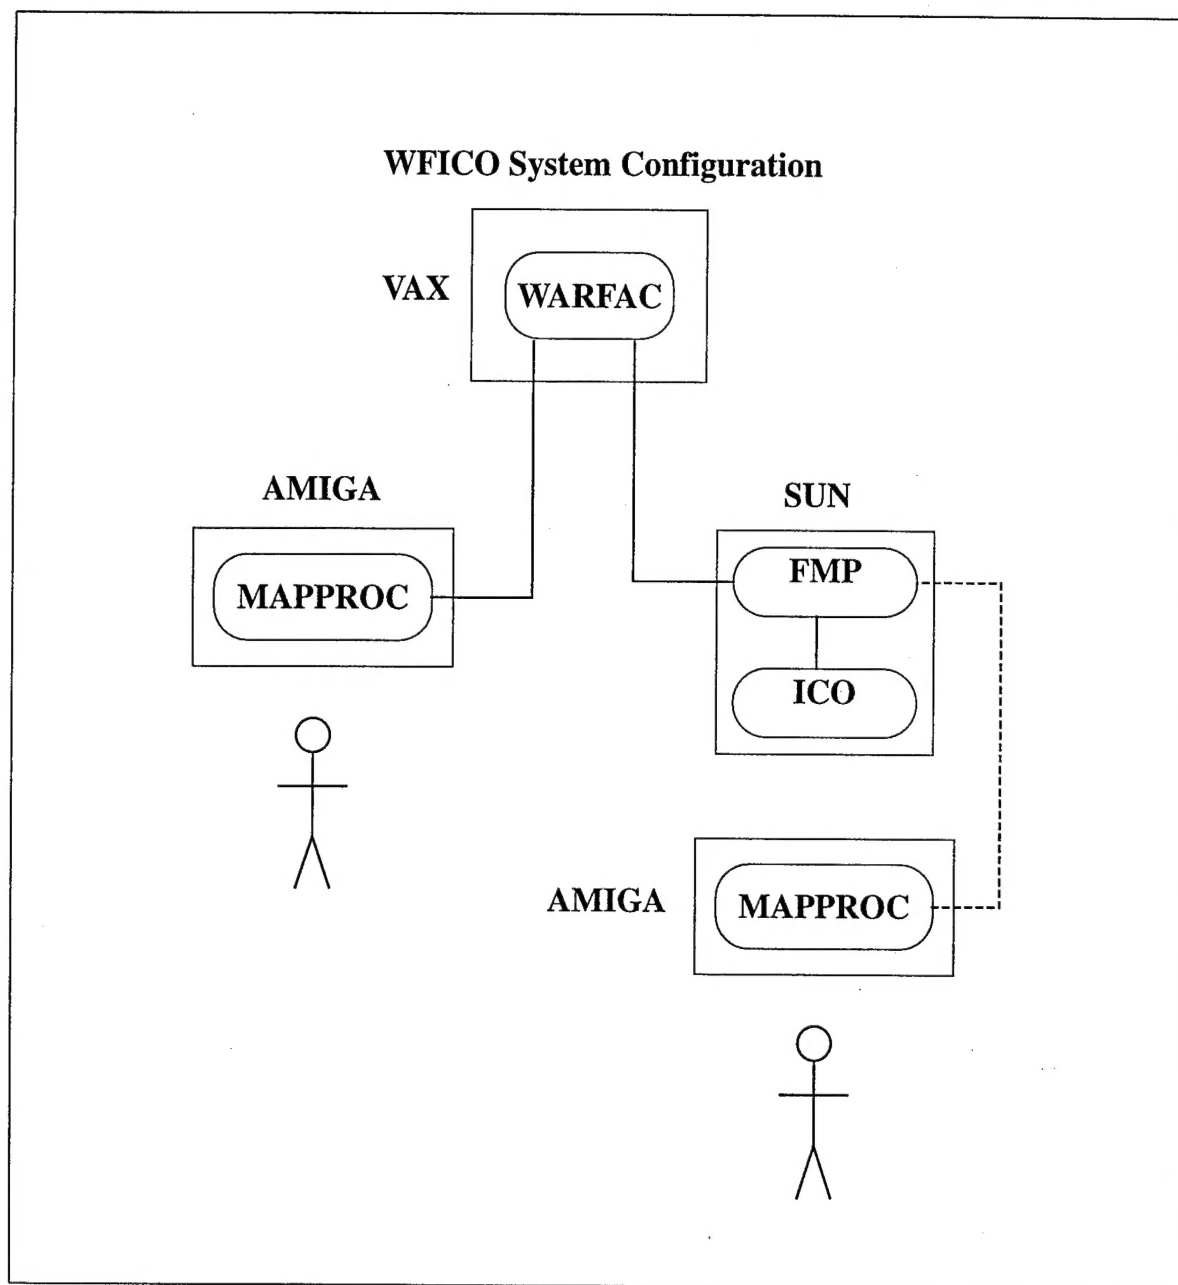 WFICO System Configuration
VAX
WARFAC
AMIGA
MAPPROC
SUN
FMP
ICO
AMIGA
MAPPROC